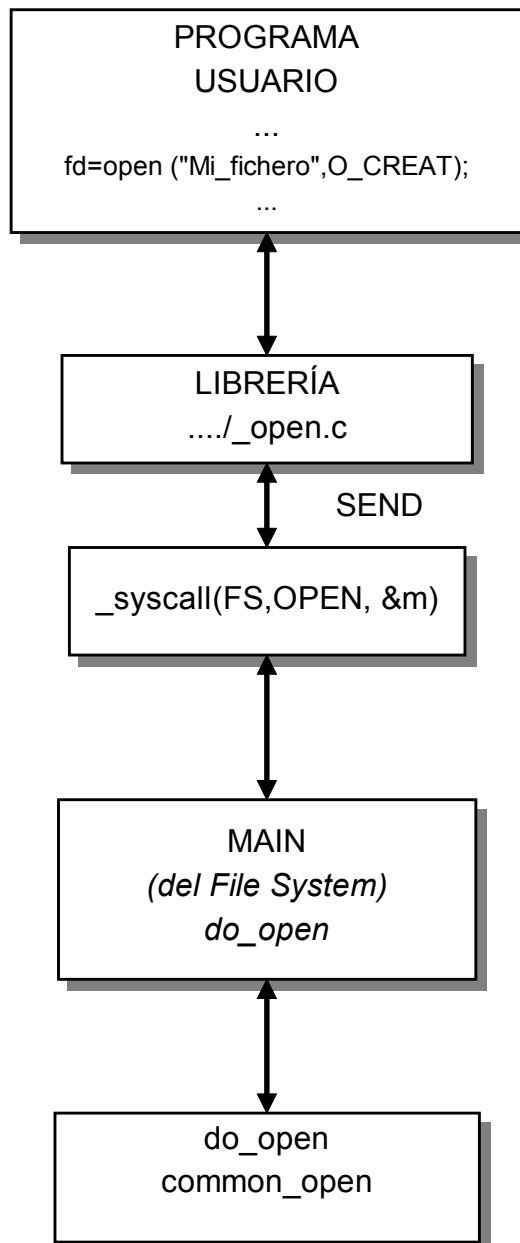 PROGRAMA
USUARIO
...
fd=open ("Mi_fichero",O_CREAT);
...
LIBRERÍA
..../_open.c
SEND
_syscall(FS,OPEN, &m)
MAIN
(del File System)
do_open
do_open
common_open